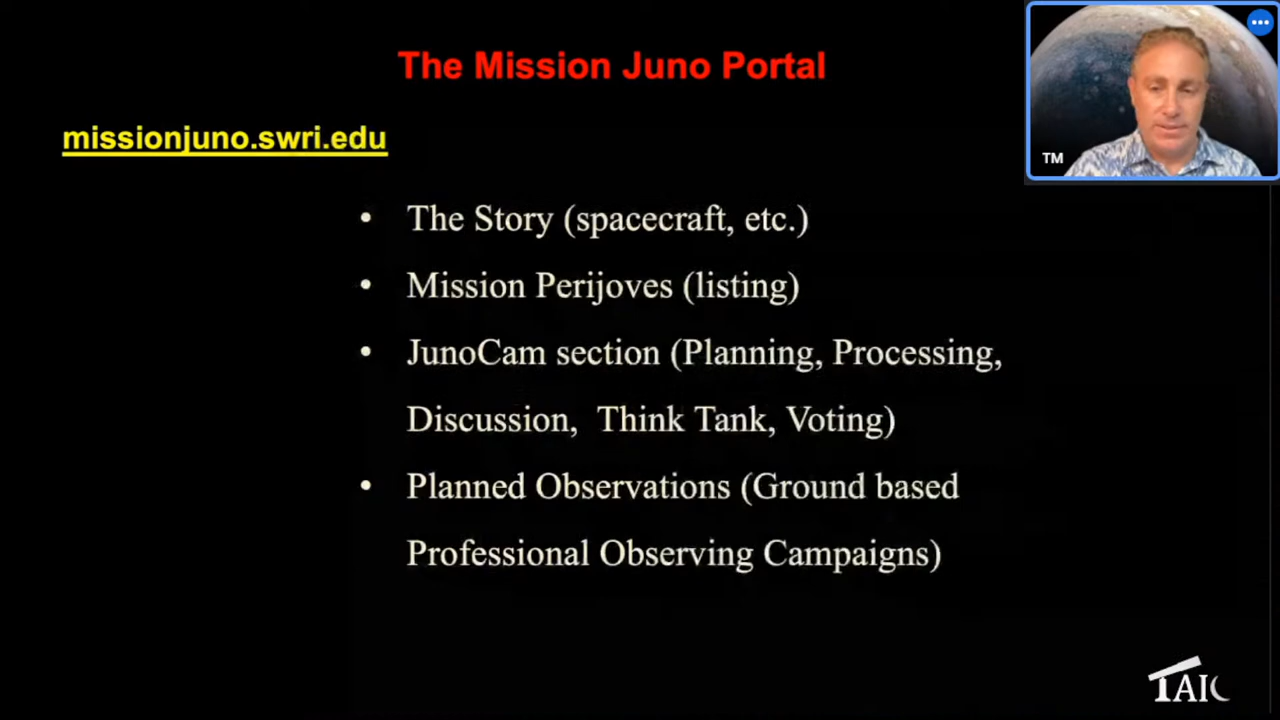 The Mission Juno Portal
missionjuno.swri.edu
• The Story (spacecraft, etc.)
• Mission Perijoves (listing)
• JunoCam section (Planning, Processing,
Discussion, Think Tank, Voting)
• Planned Observations (Ground based
Professional Observing Campaigns)
TM
TAIC